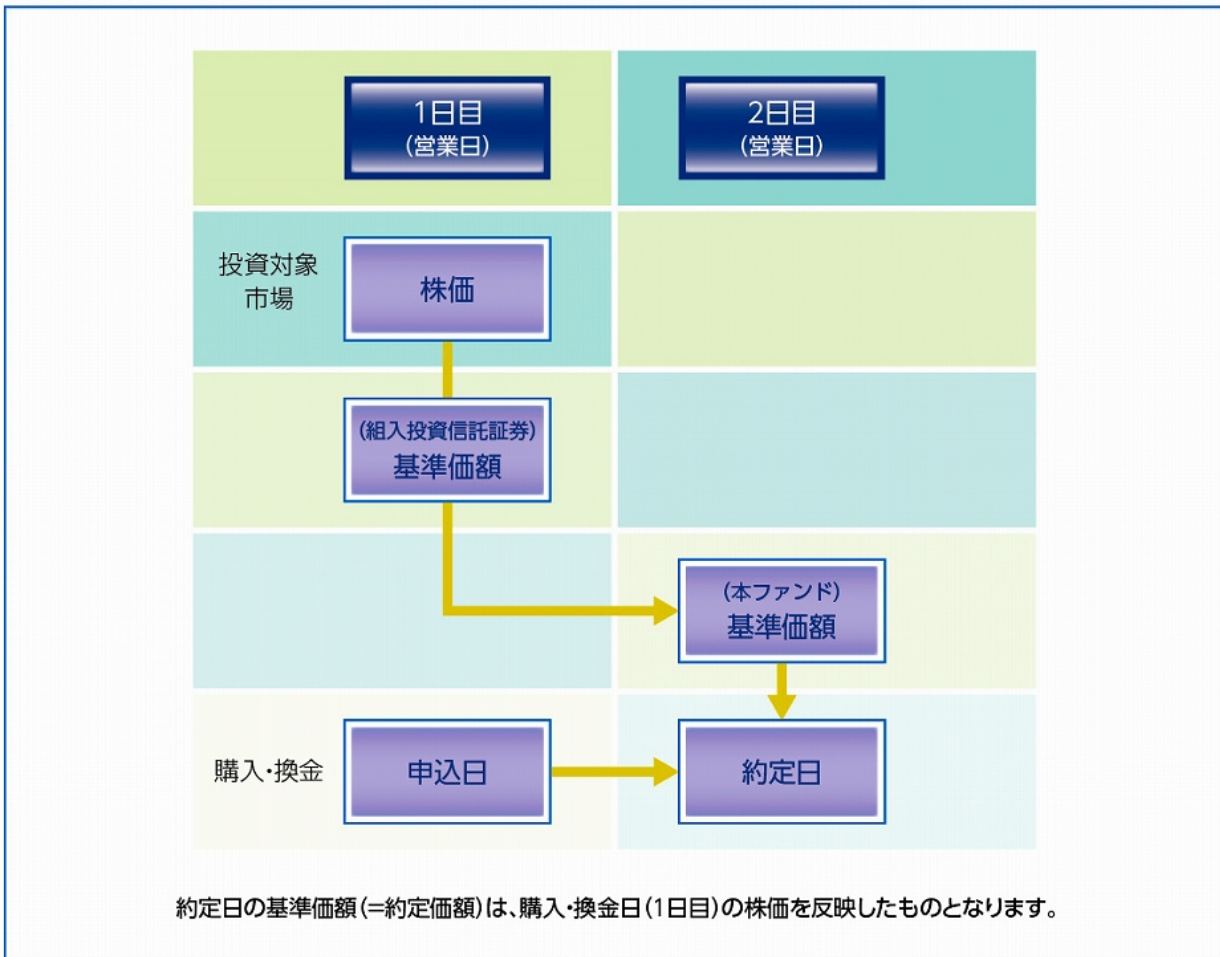 1日目
(営業日)
2日目
(営業日)
投資対象
市場
株価
(組入投資信託証券)
基準価額
(本ファンド)
基準価額
購入・換金
申込日
約定日
約定日の基準価額(=約定価額)は、購入・換金日(1日目)の株価を反映したものとなります。